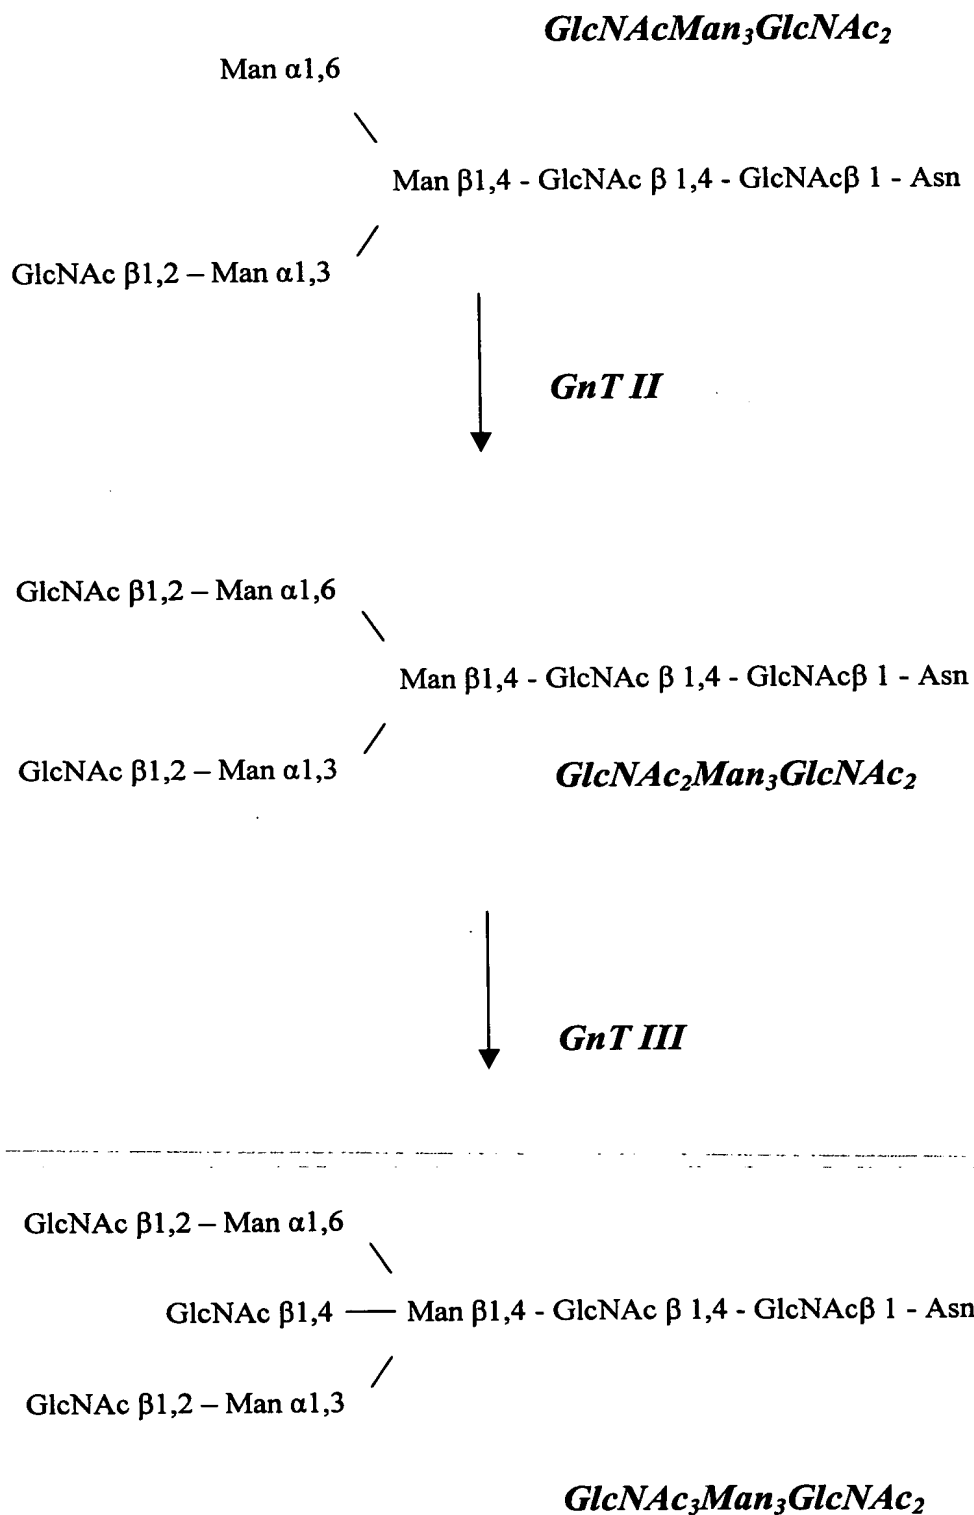 GlcNAcMan₃GlcNAc₂
Man α1,6
\
Man β1,4 - GlcNAc β 1,4 - GlcNAcβ 1 - Asn
/
GlcNAc β1,2 – Man α1,3
GnT II
GlcNAc β1,2 – Man α1,6
\
Man β1,4 - GlcNAc β 1,4 - GlcNAcβ 1 - Asn
/
GlcNAc β1,2 – Man α1,3
GlcNAc₂Man₃GlcNAc₂
GnT III
GlcNAc β1,2 – Man α1,6
\
GlcNAc β1,4 — Man β1,4 - GlcNAc β 1,4 - GlcNAcβ 1 - Asn
/
GlcNAc β1,2 – Man α1,3
GlcNAc₃Man₃GlcNAc₂